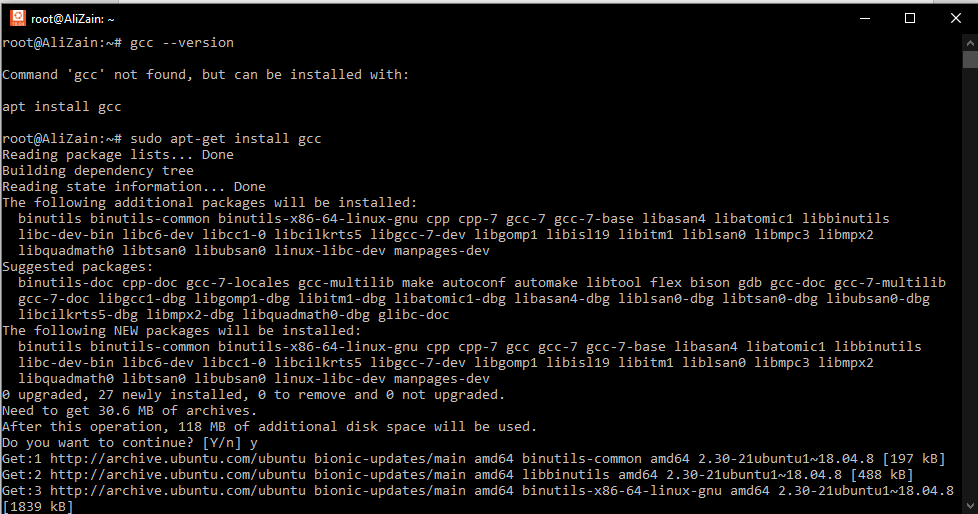 root@AliZain: ~
root@AliZain:~# gcc --version
Command 'gcc' not found, but can be installed with:
apt install gcc
root@AliZain:~# sudo apt-get install gcc
Reading package lists... Done
Building dependency tree
Reading state information... Done
The following additional packages will be installed:
binutils binutils-common binutils-x86-64-linux-gnu cpp cpp-7 gcc-7 gcc-7-base libasan4 libatomic1 libbinutils
libc-dev-bin libc6-dev libcc1-0 libcilkrts5 libgcc-7-dev libgomp1 libisl19 libitm1 liblsan0 libmpc3 libmpx2
libquadmath0 libtsan0 libubsan0 linux-libc-dev manpages-dev
Suggested packages:
binutils-doc cpp-doc gcc-7-locales gcc-multilib make autoconf automake libtool flex bison gdb gcc-doc gcc-7-multilib
gcc-7-doc libgcc1-dbg libgomp1-dbg libitm1-dbg libatomic1-dbg libasan4-dbg liblsan0-dbg libtsan0-dbg libubsan0-dbg
libcilkrts5-dbg libmpx2-dbg libquadmath0-dbg glibc-doc
The following NEW packages will be installed:
binutils binutils-common binutils-x86-64-linux-gnu cpp cpp-7 gcc gcc-7 gcc-7-base libasan4 libatomic1 libbinutils
libc-dev-bin libc6-dev libcc1-0 libcilkrts5 libgcc-7-dev libgomp1 libisl19 libitm1 liblsan0 libmpc3 libmpx2
libquadmath0 libtsan0 libubsan0 linux-libc-dev manpages-dev
0 upgraded, 27 newly installed, 0 to remove and 0 not upgraded.
Need to get 30.6 MB of archives.
After this operation, 118 MB of additional disk space will be used.
Do you want to continue? [Y/n] y
Get:1 http://archive.ubuntu.com/ubuntu bionic-updates/main amd64 binutils-common amd64 2.30-21ubuntu1~18.04.8 [197 kB]
Get:2 http://archive.ubuntu.com/ubuntu bionic-updates/main amd64 libbinutils amd64 2.30-21ubuntu1~18.04.8 [488 kB]
Get:3 http://archive.ubuntu.com/ubuntu bionic-updates/main amd64 binutils-x86-64-linux-gnu amd64 2.30-21ubuntu1~18.04.8
[1839 kB]